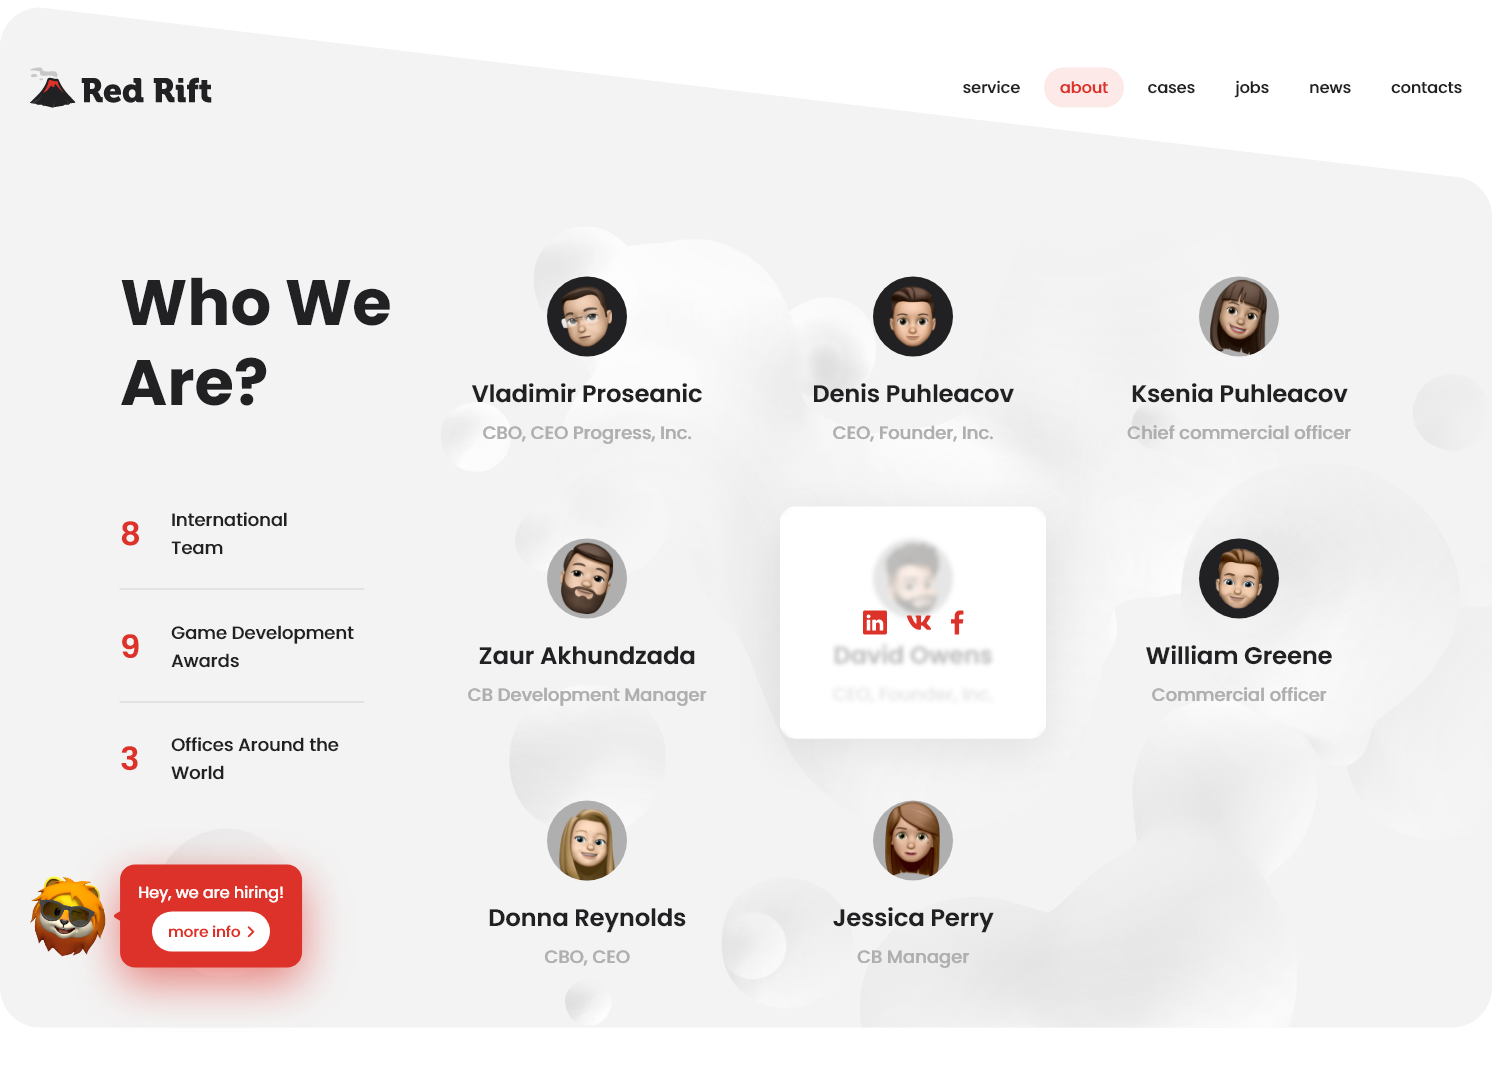 Red Rift
service
about
cases
jobs
news
contacts
Who We
Are?
8
International
Team
9
Game Development
Awards
3
Offices Around the
World
Hey, we are hiring!
more info
Vladimir Proseanic
CBO, CEO Progress, Inc.
Denis Puhleacov
CEO, Founder, Inc.
Ksenia Puhleacov
Chief commercial officer
Zaur Akhundzada
CB Development Manager
in
David Owens
CEO, Founder, Inc.
William Greene
Commercial officer
Donna Reynolds
CBO, CEO
Jessica Perry
CB Manager